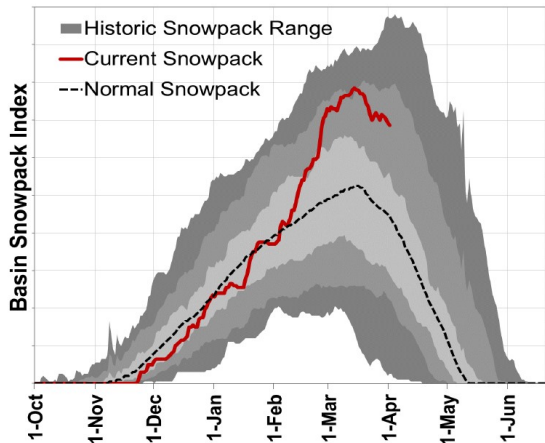 Historic Snowpack Range
Current Snowpack
Normal Snowpack
Basin Snowpack Index
1-Oct
1-Nov
1-Dec
1-Jan
1-Feb
1-Mar
1-Apr
1-May
1-Jun